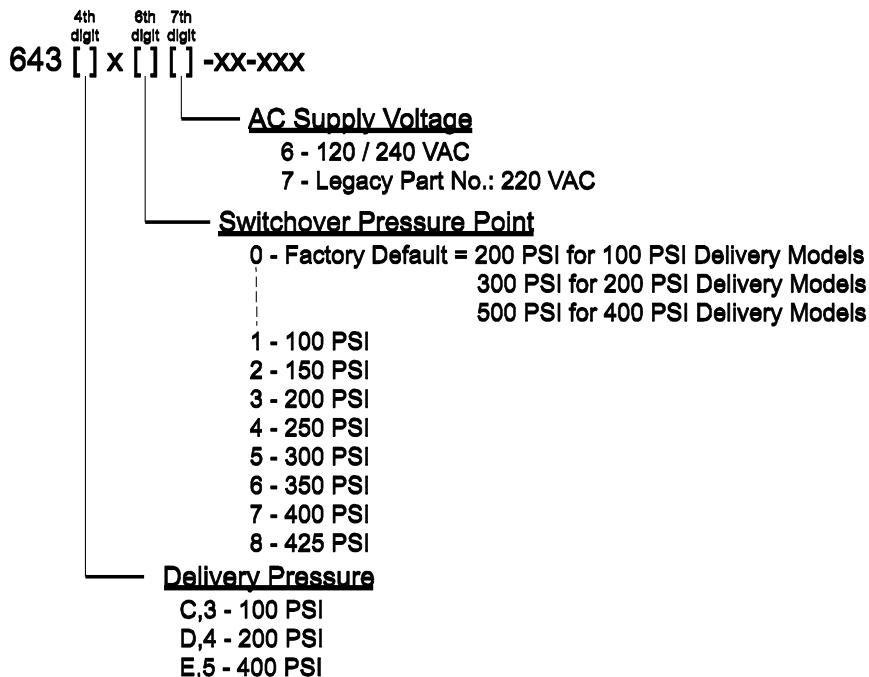 4th digit 6th digit 7th digit
643 [ ] x [ ] [ ] -xx-xxx
AC Supply Voltage
6 - 120 / 240 VAC
7 - Legacy Part No.: 220 VAC
Switchover Pressure Point
0 - Factory Default = 200 PSI for 100 PSI Delivery Models
300 PSI for 200 PSI Delivery Models
500 PSI for 400 PSI Delivery Models
1 - 100 PSI
2 - 150 PSI
3 - 200 PSI
4 - 250 PSI
5 - 300 PSI
6 - 350 PSI
7 - 400 PSI
8 - 425 PSI
Delivery Pressure
C,3 - 100 PSI
D,4 - 200 PSI
E,5 - 400 PSI